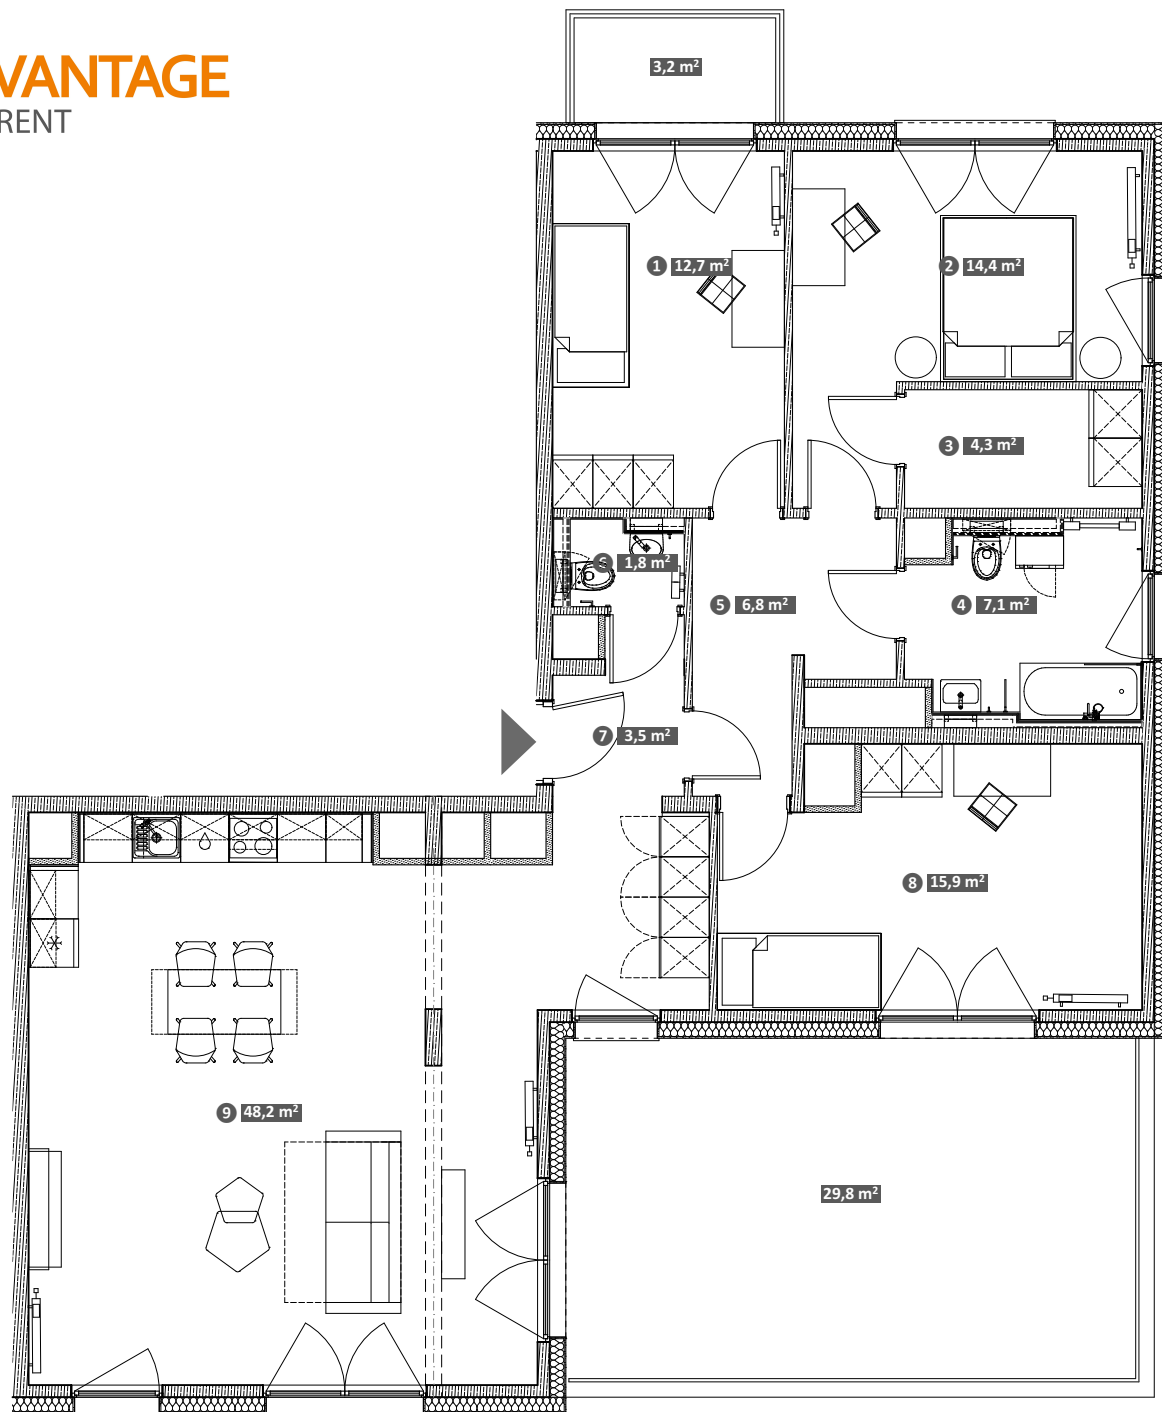 VANTAGE
RENT
3,2 m²
1 12,7 m²
2 14,4 m²
3 4,3 m²
6 1,8 m²
5 6,8 m²
4 7,1 m²
7 3,5 m²
8 15,9 m²
9 48,2 m²
29,8 m²